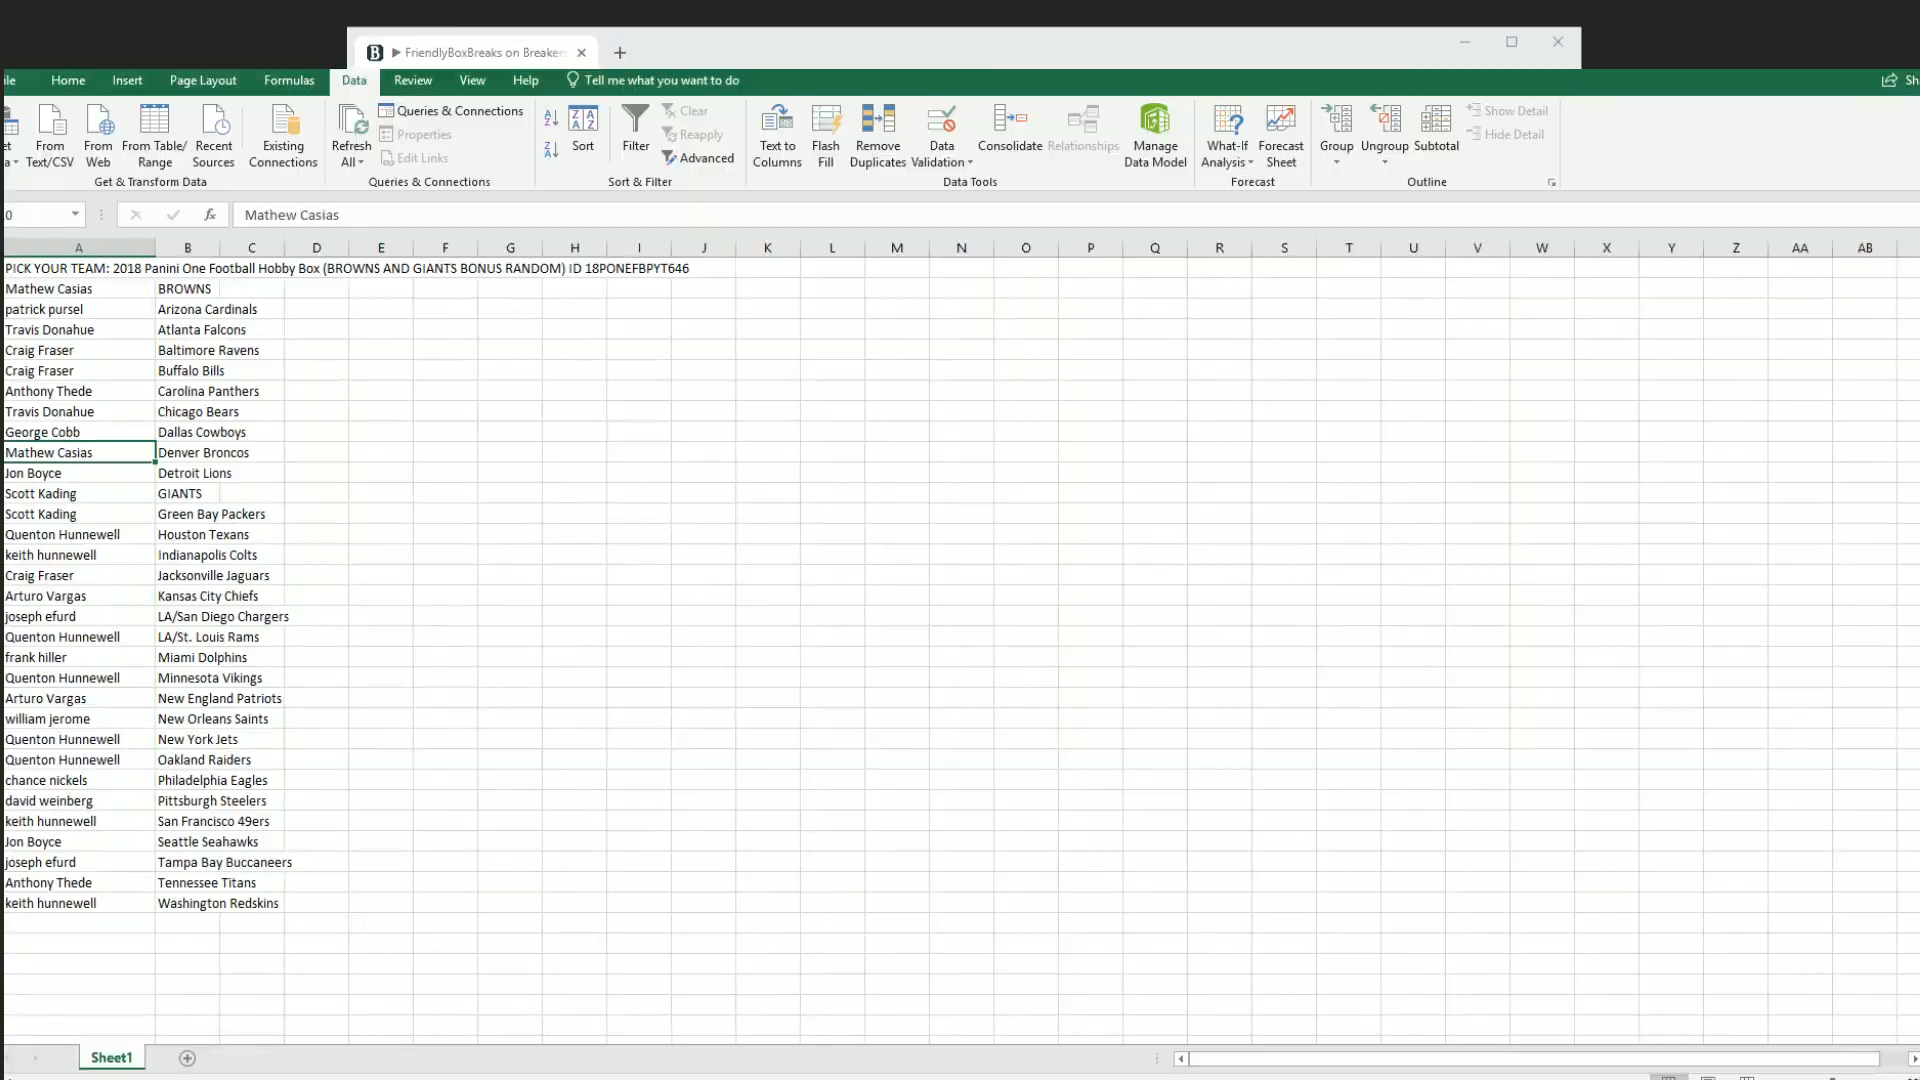 FriendlyBoxBreaks on Breaker
ile Home Insert Page Layout Formulas Data Review View Help Tell me what you want to do Sh
From Text/CSV
From Web
From Table/Range
Recent Sources
Existing Connections
Get & Transform Data
Refresh All
Queries & Connections
Properties
Edit Links
Queries & Connections
Sort
Filter
Clear
Reapply
Advanced
Sort & Filter
Text to Columns
Flash Fill
Remove Duplicates
Data Validation
Consolidate
Relationships
Manage Data Model
Data Tools
What-If Analysis
Forecast Sheet
Forecast
Group
Ungroup
Subtotal
Show Detail
Hide Detail
Outline
0 fx Mathew Casias
A B C D E F G H I J K L M N O P Q R S T U V W X Y Z AA AB
PICK YOUR TEAM: 2018 Panini One Football Hobby Box (BROWNS AND GIANTS BONUS RANDOM) ID 18PONEFBPYT646
Mathew Casias BROWNS
patrick pursel Arizona Cardinals
Travis Donahue Atlanta Falcons
Craig Fraser Baltimore Ravens
Craig Fraser Buffalo Bills
Anthony Thede Carolina Panthers
Travis Donahue Chicago Bears
George Cobb Dallas Cowboys
Mathew Casias Denver Broncos
Jon Boyce Detroit Lions
Scott Kading GIANTS
Scott Kading Green Bay Packers
Quenton Hunnewell Houston Texans
keith hunnewell Indianapolis Colts
Craig Fraser Jacksonville Jaguars
Arturo Vargas Kansas City Chiefs
joseph efurd LA/San Diego Chargers
Quenton Hunnewell LA/St. Louis Rams
frank hiller Miami Dolphins
Quenton Hunnewell Minnesota Vikings
Arturo Vargas New England Patriots
william jerome New Orleans Saints
Quenton Hunnewell New York Jets
Quenton Hunnewell Oakland Raiders
chance nickels Philadelphia Eagles
david weinberg Pittsburgh Steelers
keith hunnewell San Francisco 49ers
Jon Boyce Seattle Seahawks
joseph efurd Tampa Bay Buccaneers
Anthony Thede Tennessee Titans
keith hunnewell Washington Redskins
Sheet1